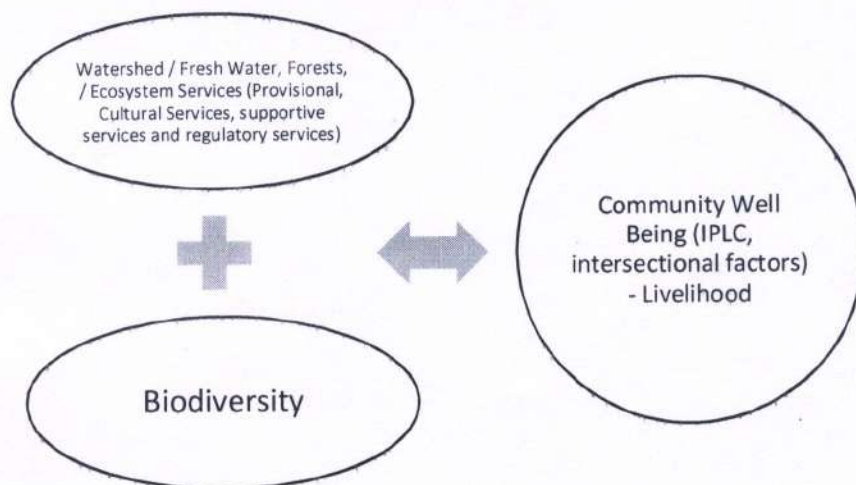 Watershed / Fresh Water, Forests,
/ Ecosystem Services (Provisional,
Cultural Services, supportive
services and regulatory services)
Biodiversity
Community Well
Being (IPLC,
intersectional factors)
- Livelihood